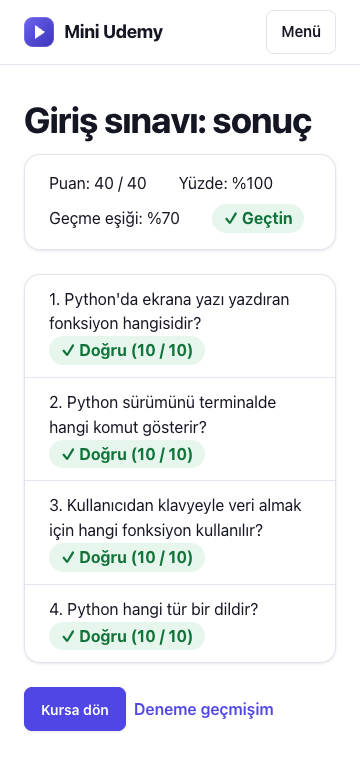 Mini Udemy
Menü
Giriş sınavı: sonuç
Puan: 40 / 40 Yüzde: %100
Geçme eşiği: %70 ✓ Geçtin
1. Python'da ekrana yazı yazdıran
fonksiyon hangisidir?
✓ Doğru (10 / 10)
2. Python sürümünü terminalde
hangi komut gösterir?
✓ Doğru (10 / 10)
3. Kullanıcıdan klavyeyle veri almak
için hangi fonksiyon kullanılır?
✓ Doğru (10 / 10)
4. Python hangi tür bir dildir?
✓ Doğru (10 / 10)
Kursa dön Deneme geçmişim